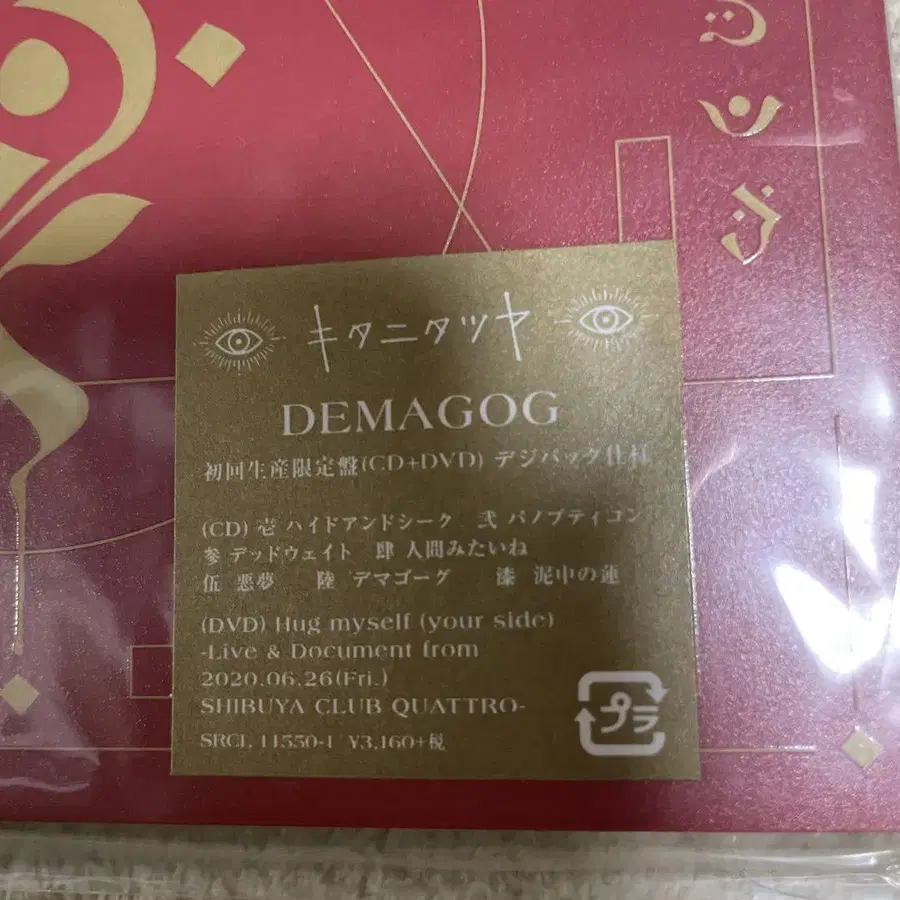 キタニタツヤ
DEMAGOG
初回生産限定盤(CD+DVD) デジパック仕様
(CD) 壱 ハイドアンドシーク 弐 パノプティコン
参 デッドウェイト 肆 人間みたいね
伍 悪夢 陸 デマゴーグ 漆 泥中の蓮
(DVD) Hug myself (your side)
-Live & Document from
2020.06.26(Fri.)
SHIBUYA CLUB QUATTRO-
SRCL 11550-1 ¥3,160+税
プラ